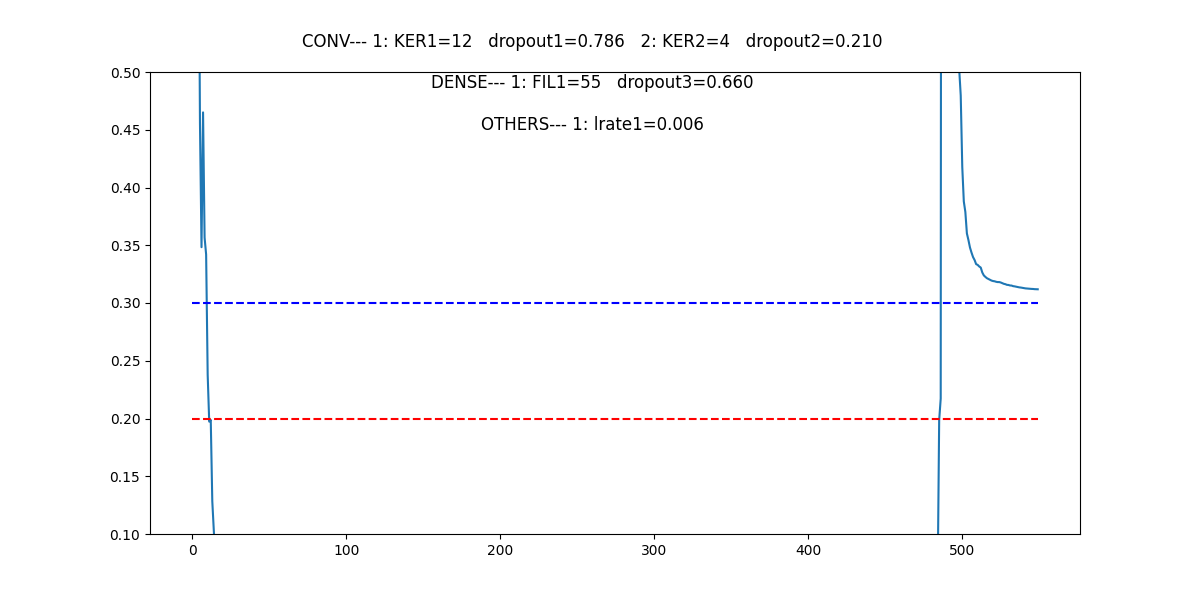 CONV--- 1: KER1=12   dropout1=0.786   2: KER2=4   dropout2=0.210
DENSE--- 1: FIL1=55   dropout3=0.660
OTHERS--- 1: lrate1=0.006
0.50
0.45
0.40
0.35
0.30
0.25
0.20
0.15
0.10
0 100 200 300 400 500